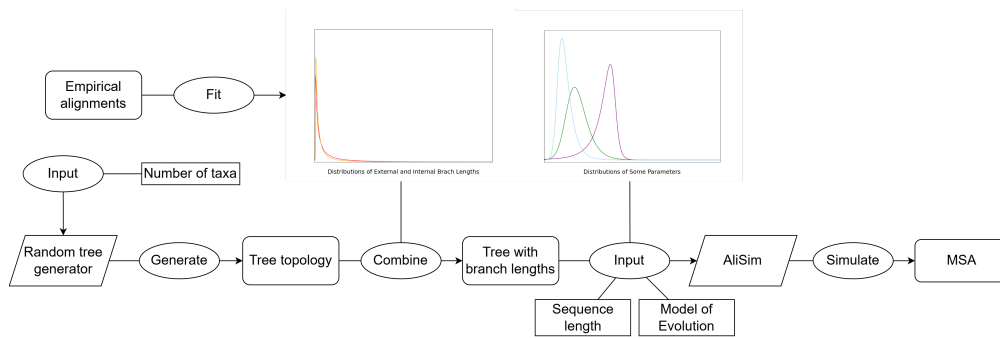 Empirical
alignments
Fit
Distributions of External and Internal Brach Lengths
Distributions of Some Parameters
Input
Number of taxa
Random tree
generator
Generate
Tree topology
Combine
Tree with
branch lengths
Input
AliSim
Simulate
MSA
Sequence
length
Model of
Evolution